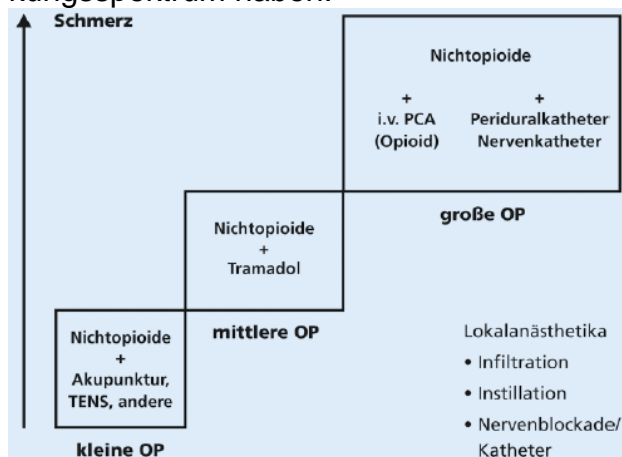 Schmerz
Nichtopioide
+ +
i.v. PCA Periduralkatheter
(Opioid) Nervenkatheter
große OP
Nichtopioide
+
Tramadol
mittlere OP
Nichtopioide
+
Akupunktur,
TENS, andere
kleine OP
Lokalanästhetika
• Infiltration
• Instillation
• Nervenblockade/
Katheter